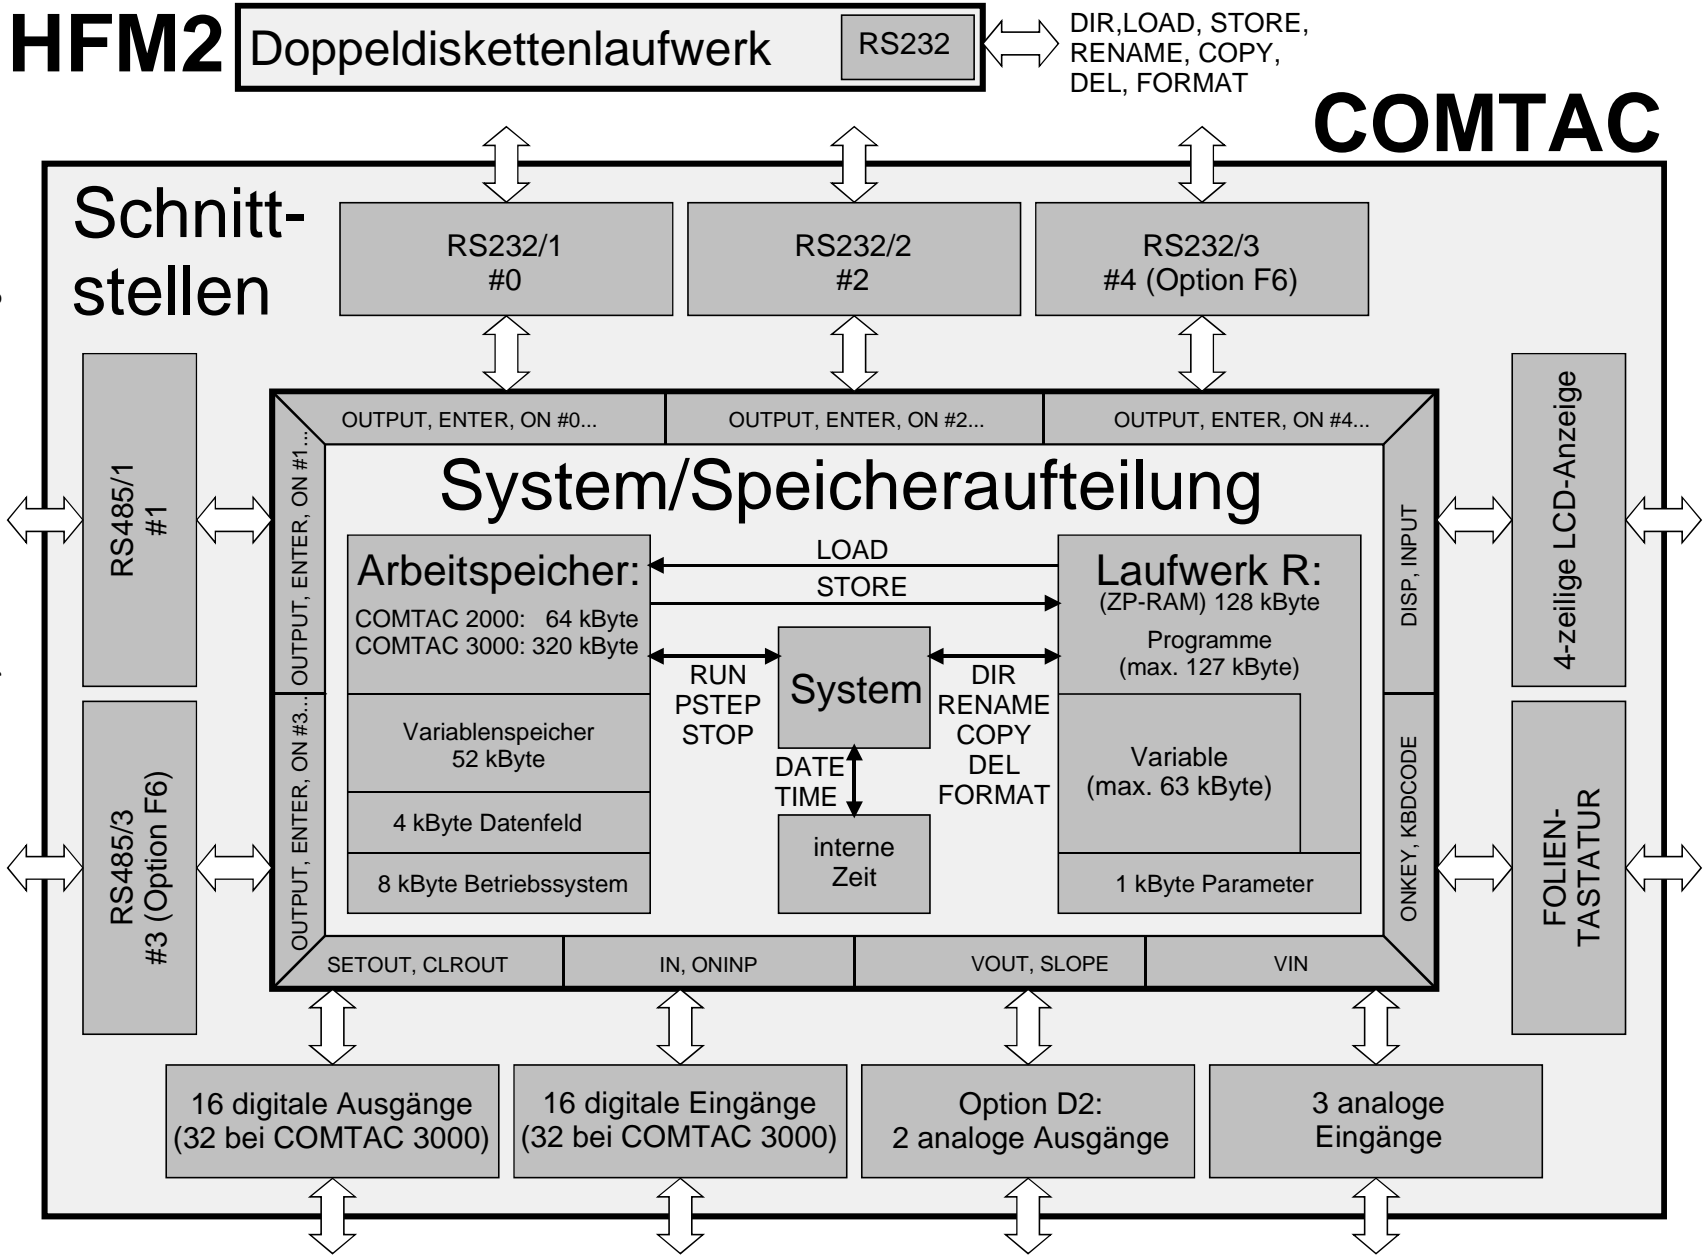 HFM2
Doppeldiskettenlaufwerk
RS232
DIR,LOAD, STORE,
RENAME, COPY,
DEL, FORMAT
COMTAC
Schnitt-
stellen
RS232/1
#0
RS232/2
#2
RS232/3
#4 (Option F6)
RS485/1
#1
RS485/3
#3 (Option F6)
OUTPUT, ENTER, ON #0...
OUTPUT, ENTER, ON #2...
OUTPUT, ENTER, ON #4...
OUTPUT, ENTER, ON #1...
OUTPUT, ENTER, ON #3...
System/Speicheraufteilung
Arbeitspeicher:
COMTAC 2000: 64 kByte
COMTAC 3000: 320 kByte
Variablenspeicher
52 kByte
4 kByte Datenfeld
8 kByte Betriebssystem
LOAD
STORE
RUN
PSTEP
STOP
System
DIR
RENAME
COPY
DEL
FORMAT
DATE
TIME
interne
Zeit
Laufwerk R:
(ZP-RAM) 128 kByte
Programme
(max. 127 kByte)
Variable
(max. 63 kByte)
1 kByte Parameter
DISP, INPUT
ONKEY, KBDCODE
4-zeilige LCD-Anzeige
FOLIEN-
TASTATUR
SETOUT, CLROUT
IN, ONINP
VOUT, SLOPE
VIN
16 digitale Ausgänge
(32 bei COMTAC 3000)
16 digitale Eingänge
(32 bei COMTAC 3000)
Option D2:
2 analoge Ausgänge
3 analoge
Eingänge